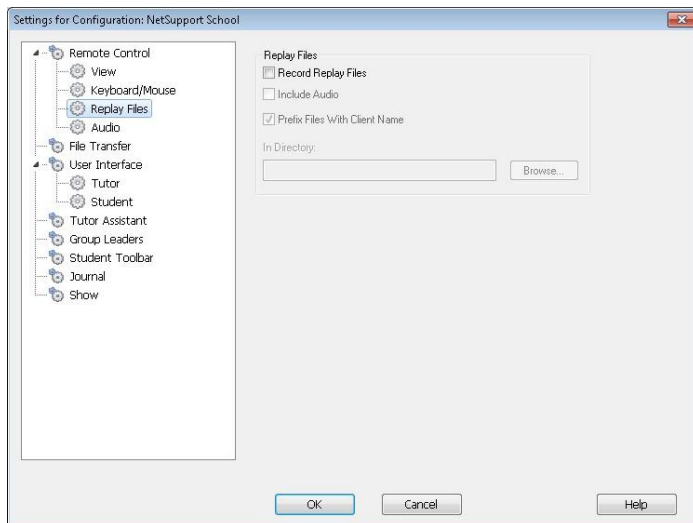 Settings for Configuration: NetSupport School
Remote Control
View
Keyboard/Mouse
Replay Files
Audio
File Transfer
User Interface
Tutor
Student
Tutor Assistant
Group Leaders
Student Toolbar
Journal
Show
Replay Files
Record Replay Files
Include Audio
Prefix Files With Client Name
In Directory:
Browse...
OK
Cancel
Help